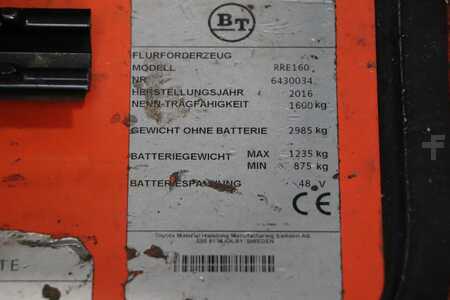 BT
FLURFÖRDERZEUG
MODELL RRE160
NR 6430034
HERSTELLUNGSJAHR 2016
NENN-TRAGFÄHIGKEIT 1600 kg
GEWICHT OHNE BATTERIE 2985 kg
BATTERIEGEWICHT MAX 1235 kg
MIN 875 kg
BATTERIESPANNUNG 48 V
CE
Toyota Material Handling Manufacturing Sweden AB
SWEDEN
TE